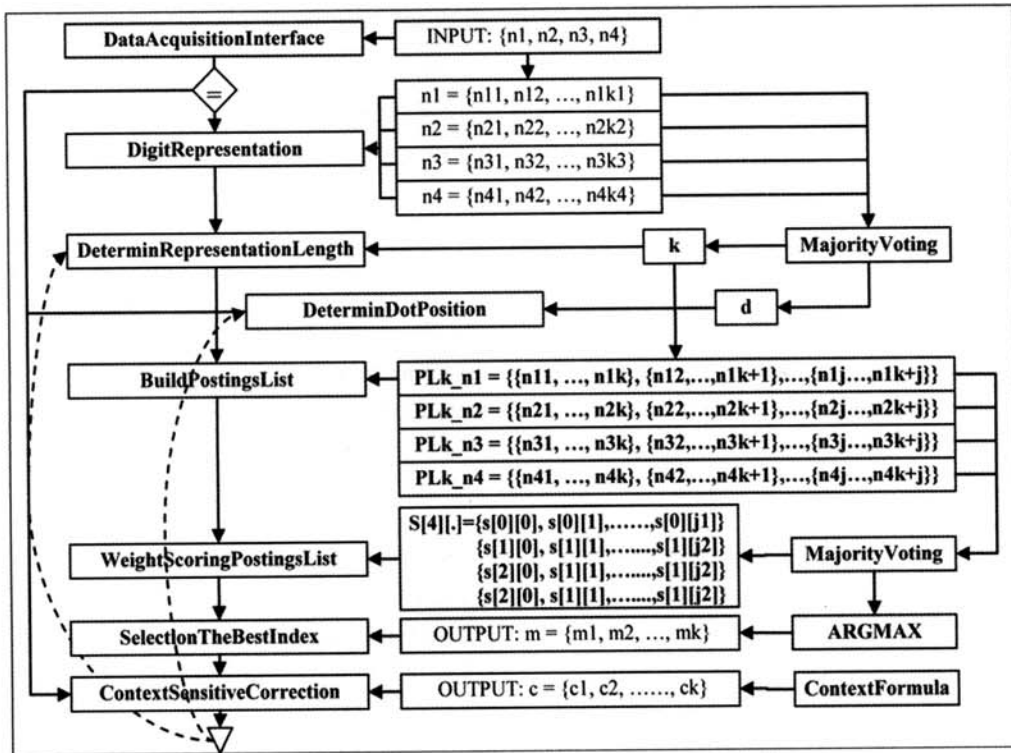 DataAcquisitionInterface
INPUT: {n1, n2, n3, n4}
=
n1 = {n11, n12, ..., n1k1}
n2 = {n21, n22, ..., n2k2}
DigitRepresentation
n3 = {n31, n32, ..., n3k3}
n4 = {n41, n42, ..., n4k4}
DeterminRepresentationLength
k
MajorityVoting
DeterminDotPosition
d
BuildPostingsList
PLk_n1 = {{n11, ..., n1k}, {n12,...,n1k+1},...,{n1j...,n1k+j}}
PLk_n2 = {{n21, ..., n2k}, {n22,...,n2k+1},...,{n2j...,n2k+j}}
PLk_n3 = {{n31, ..., n3k}, {n32,...,n3k+1},...,{n3j...,n3k+j}}
PLk_n4 = {{n41, ..., n4k}, {n42,...,n4k+1},...,{n4j...,n4k+j}}
S[4][.]={s[0][0], s[0][1],......,s[0][j1]}
{s[1][0], s[1][1],.......,s[1][j2]}
{s[2][0], s[1][1],.......,s[1][j2]}
{s[2][0], s[1][1],.......,s[1][j2]}
WeightScoringPostingsList
MajorityVoting
SelectionTheBestIndex
OUTPUT: m = {m1, m2, ..., mk}
ARGMAX
ContextSensitiveCorrection
OUTPUT: c = {c1, c2, ......, ck}
ContextFormula